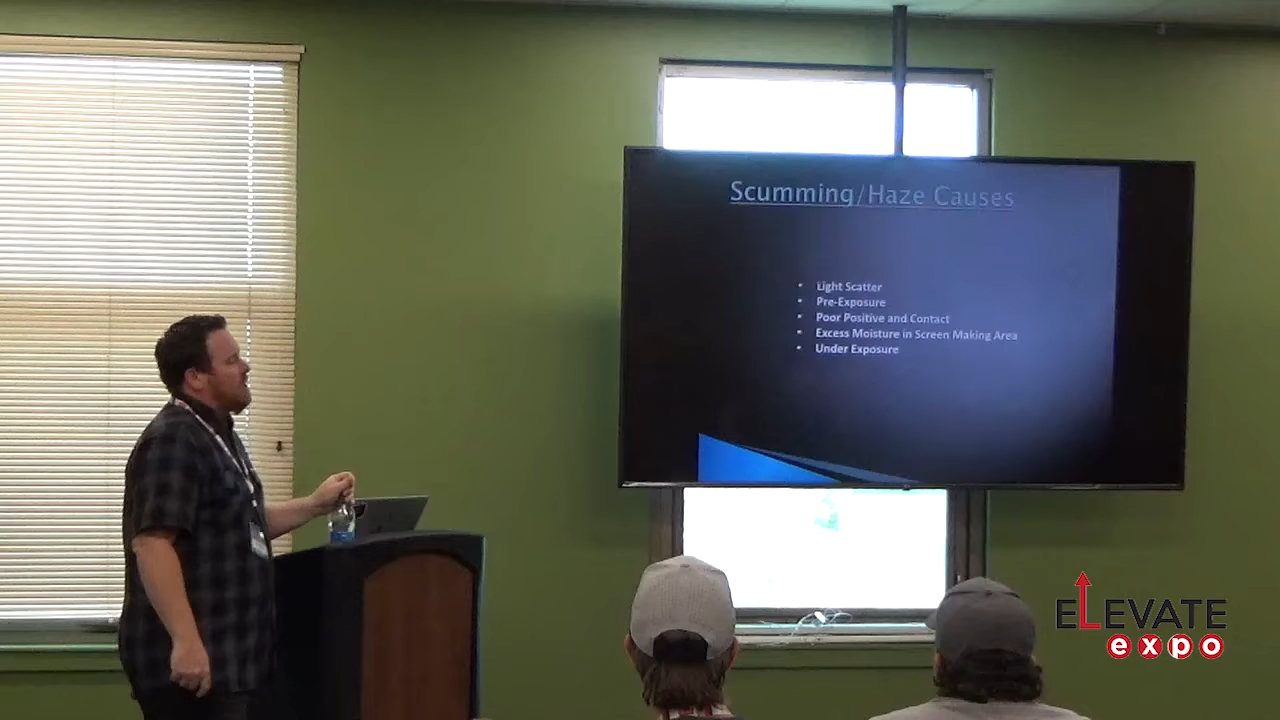 Scumming/Haze Causes
• Light Scatter
• Pre-Exposure
• Poor Positive and Contact
• Excess Moisture in Screen Making Area
• Under Exposure
ELEVATE
expo